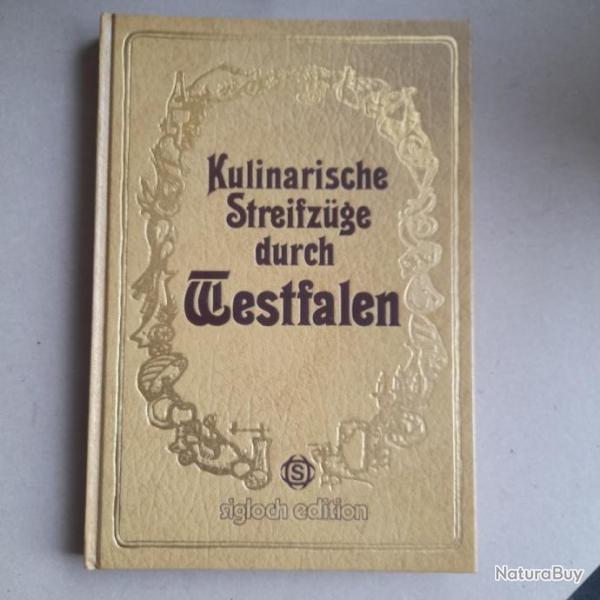 Kulinarische
Streifzüge
durch
Westfalen
S
sigloch edition
NaturaBuy